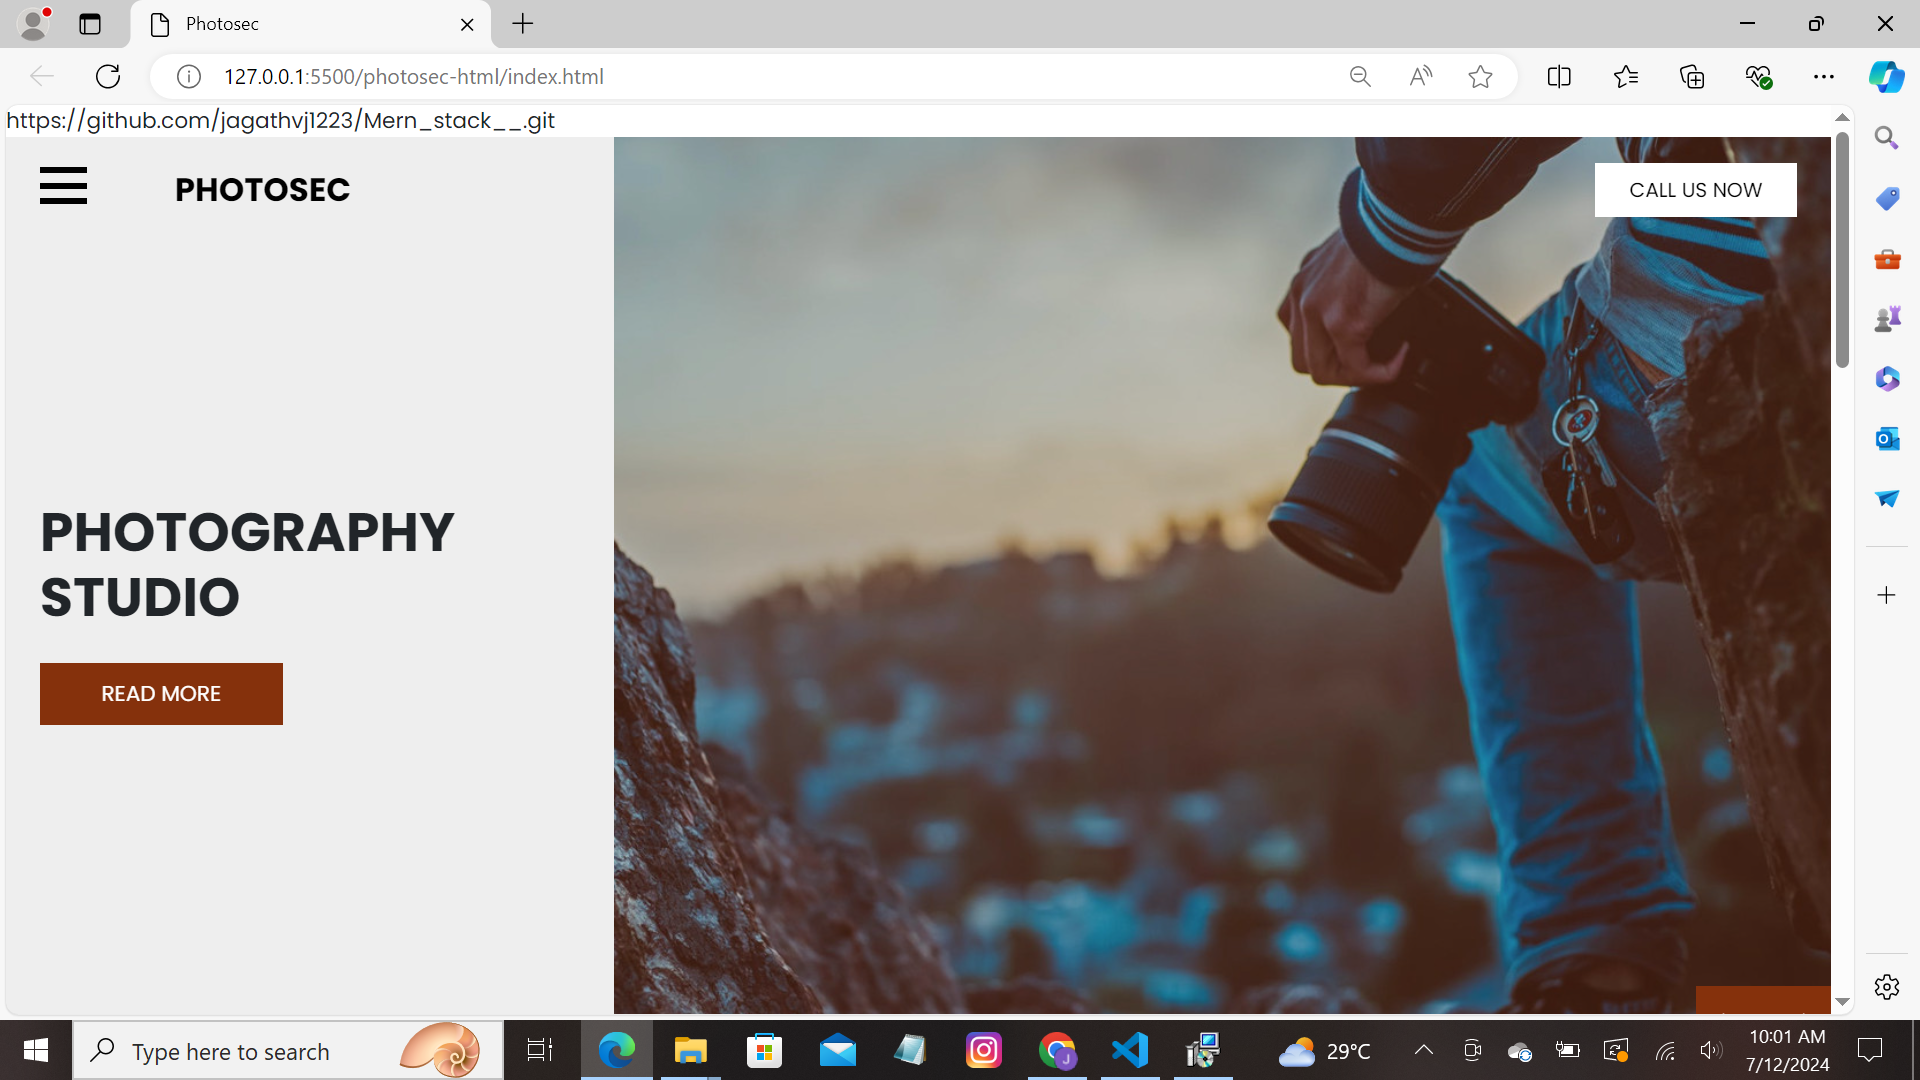 Photosec
127.0.0.1:5500/photosec-html/index.html
https://github.com/jagathvj1223/Mern_stack__.git
PHOTOSEC
CALL US NOW
PHOTOGRAPHY
STUDIO
READ MORE
Type here to search
29°C
10:01 AM
7/12/2024